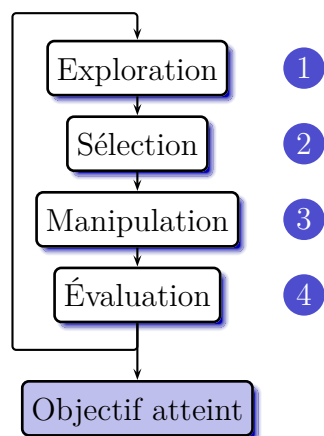 Exploration 1
Sélection 2
Manipulation 3
Évaluation 4
Objectif atteint